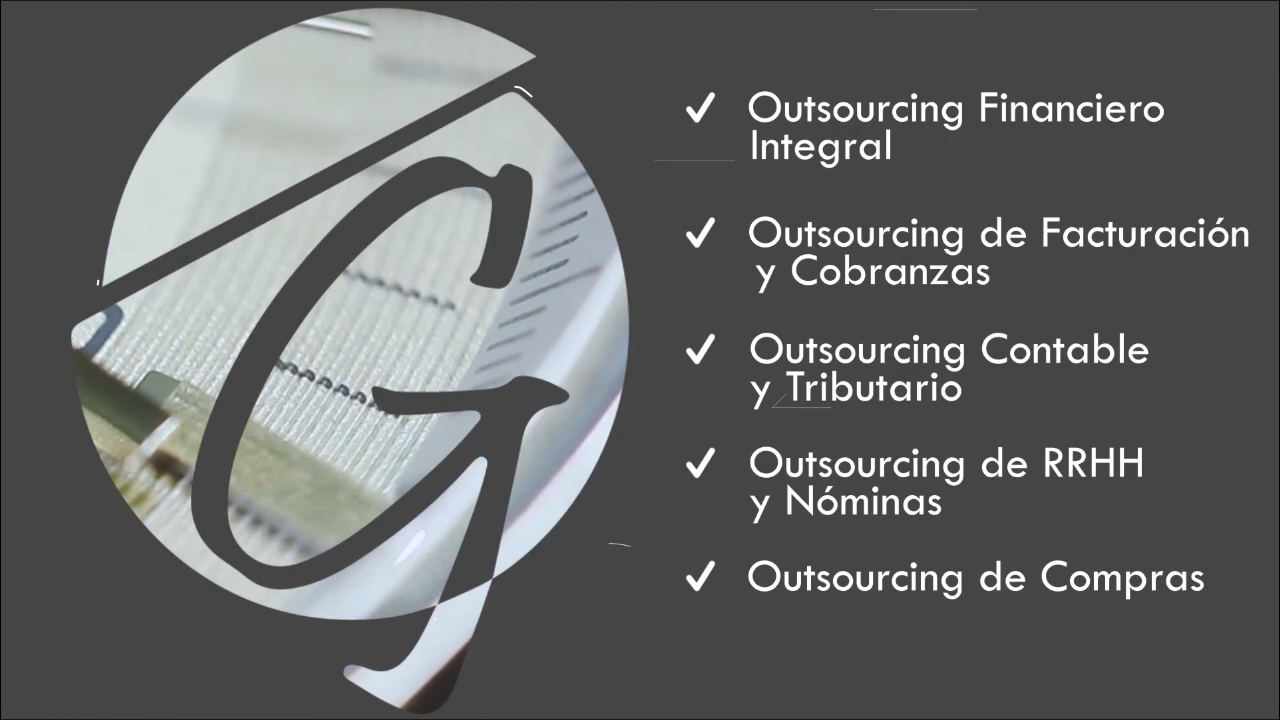 G
✓ Outsourcing Financiero
Integral
✓ Outsourcing de Facturación
y Cobranzas
✓ Outsourcing Contable
y Tributario
✓ Outsourcing de RRHH
y Nóminas
✓ Outsourcing de Compras